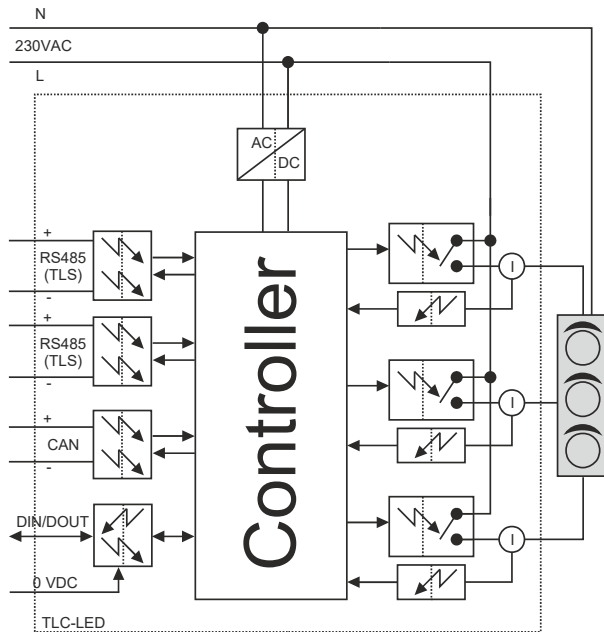 N
230VAC
L
AC
DC
+
RS485
(TLS)
-
+
RS485
(TLS)
-
+
CAN
-
DIN/DOUT
0 VDC
Controller
I
I
I
TLC-LED